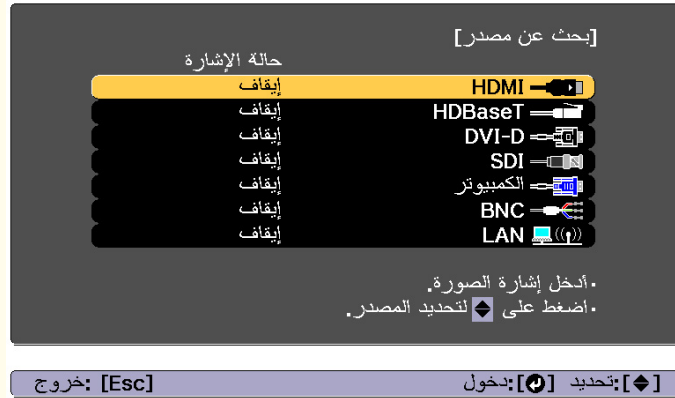 [بحث عن مصدر]
حالة الإشارة
HDMI إيقاف
HDBaseT إيقاف
DVI-D إيقاف
SDI إيقاف
الكمبيوتر إيقاف
BNC إيقاف
LAN إيقاف
•أدخل إشارة الصورة.
•اضغط على لتحديد المصدر.
[◆]:تحديد [↵]:دخول [Esc] :خروج